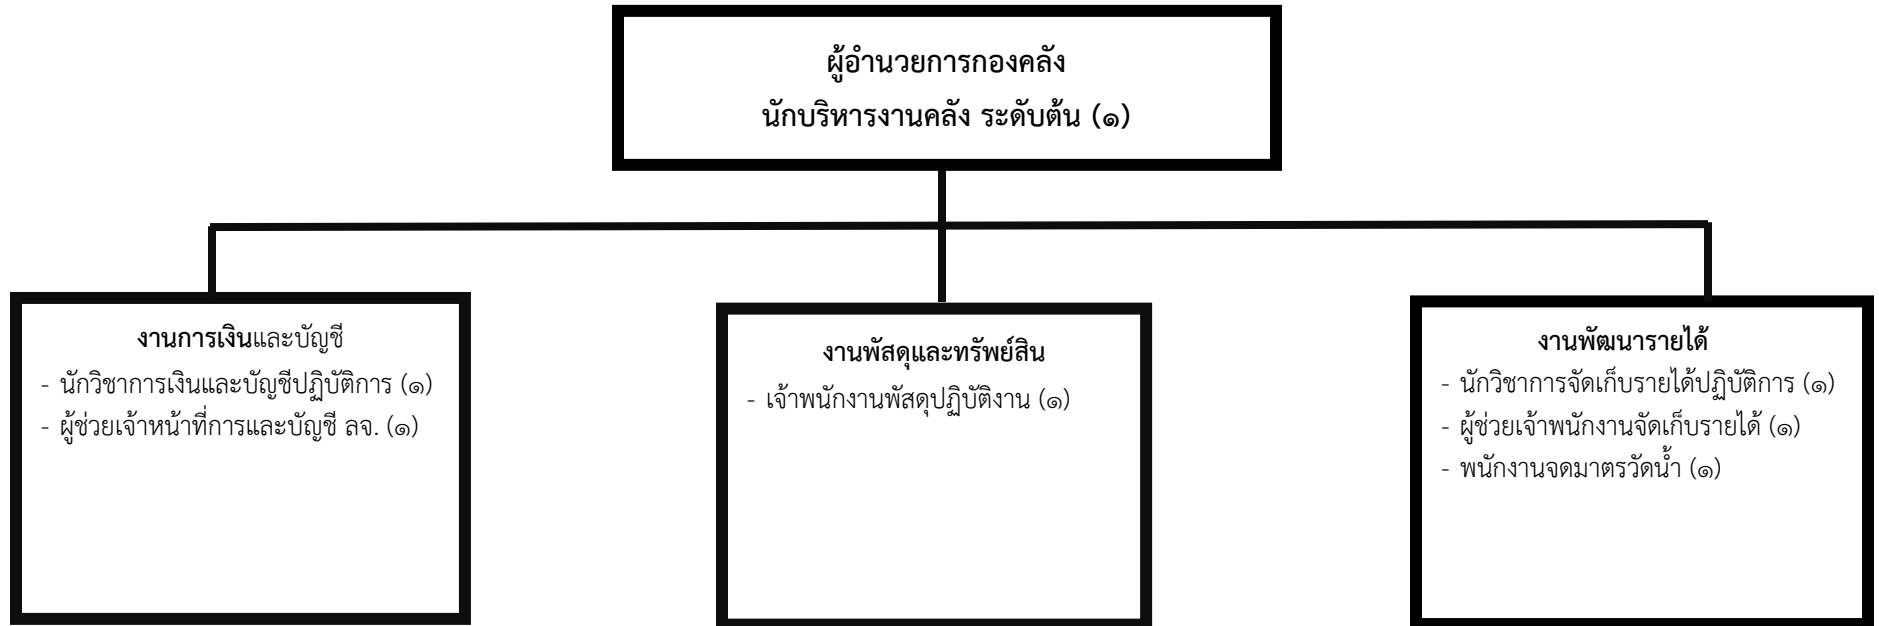 ผู้อำนวยการกองคลัง
นักบริหารงานคลัง ระดับต้น (๑)
งานการเงินและบัญชี
- นักวิชาการเงินและบัญชีปฏิบัติการ (๑)
- ผู้ช่วยเจ้าหน้าที่การและบัญชี ลจ. (๑)
งานพัสดุและทรัพย์สิน
- เจ้าพนักงานพัสดุปฏิบัติงาน (๑)
งานพัฒนารายได้
- นักวิชาการจัดเก็บรายได้ปฏิบัติการ (๑)
- ผู้ช่วยเจ้าพนักงานจัดเก็บรายได้ (๑)
- พนักงานจดมาตรวัดน้ำ (๑)